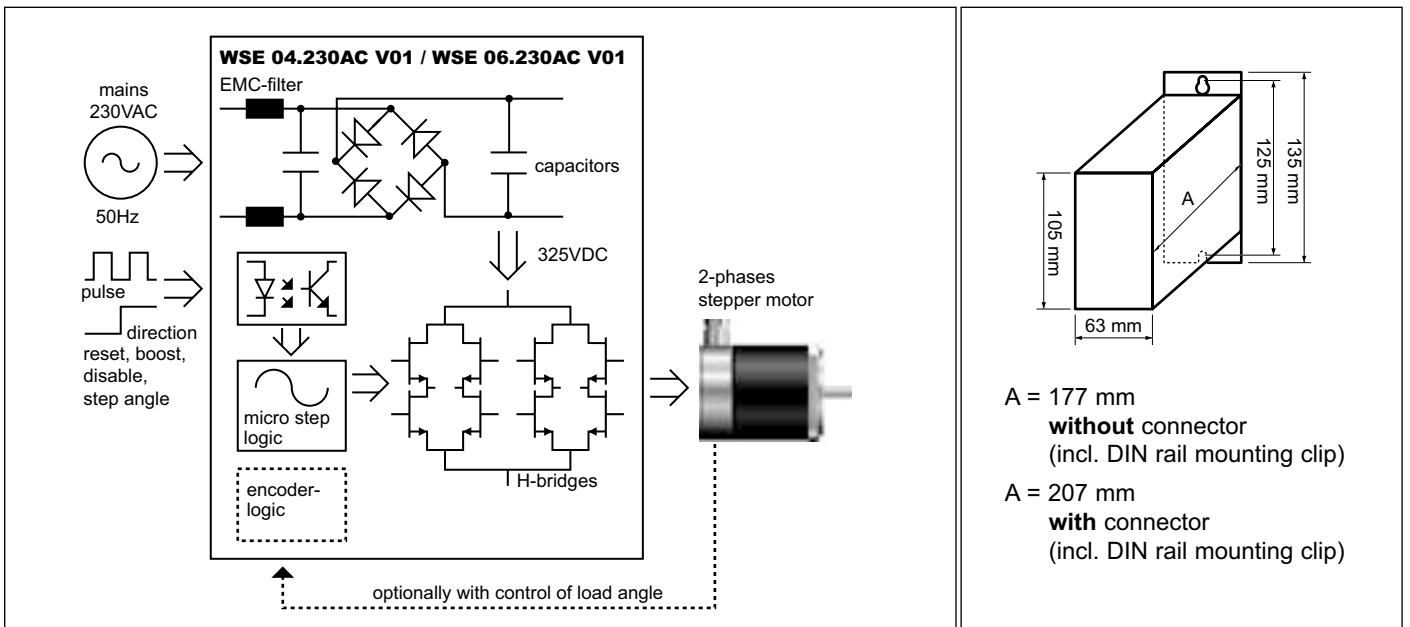 WSE 04.230AC V01 / WSE 06.230AC V01
EMC-filter
mains
230VAC
50Hz
capacitors
325VDC
pulse
direction
reset, boost,
disable,
step angle
micro step
logic
encoder-
logic
H-bridges
2-phases
stepper motor
optionally with control of load angle
105 mm
63 mm
A
125 mm
135 mm
A = 177 mm
without connector
(incl. DIN rail mounting clip)
A = 207 mm
with connector
(incl. DIN rail mounting clip)